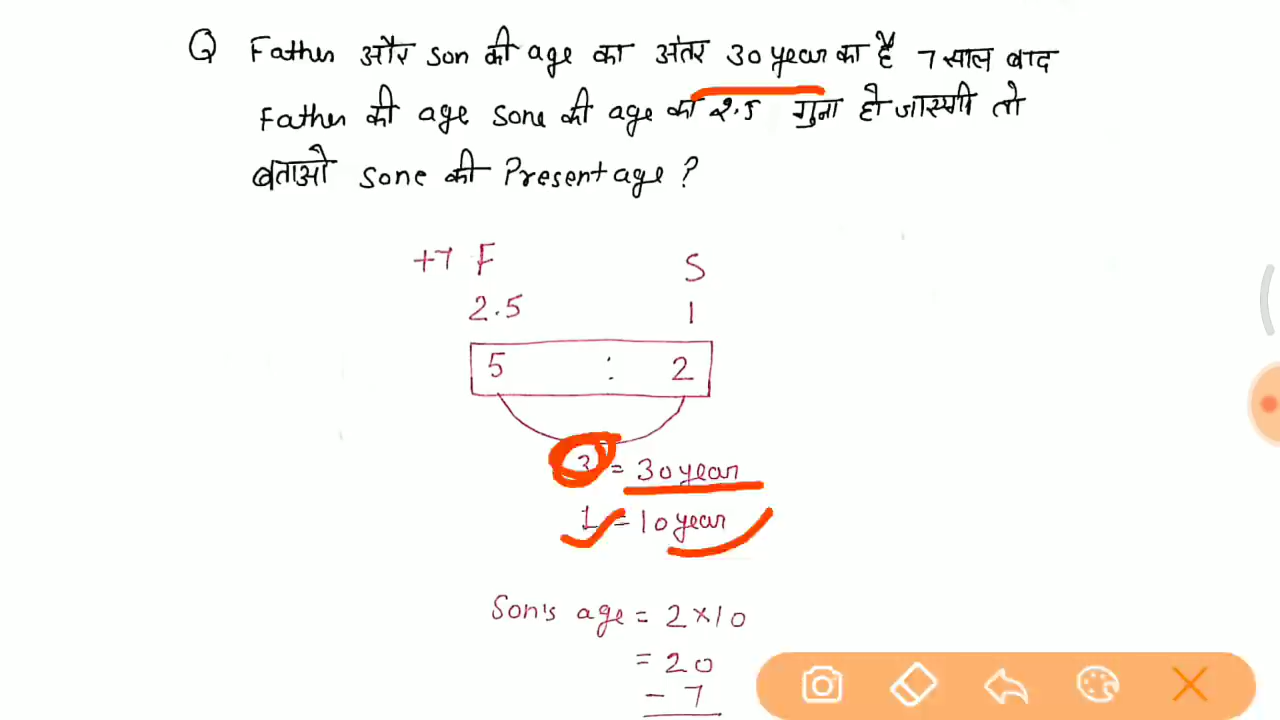 Q Father और son की age का अंतर 30 year का है 7 साल बाद
Father की age sone की age का 2.5 गुना हो जाएगी तो
बताओ sone की Present age ?
+7 F S
2.5 1
5 : 2
3 = 30 year
1 = 10 year
Son's age = 2×10
= 20
- 7